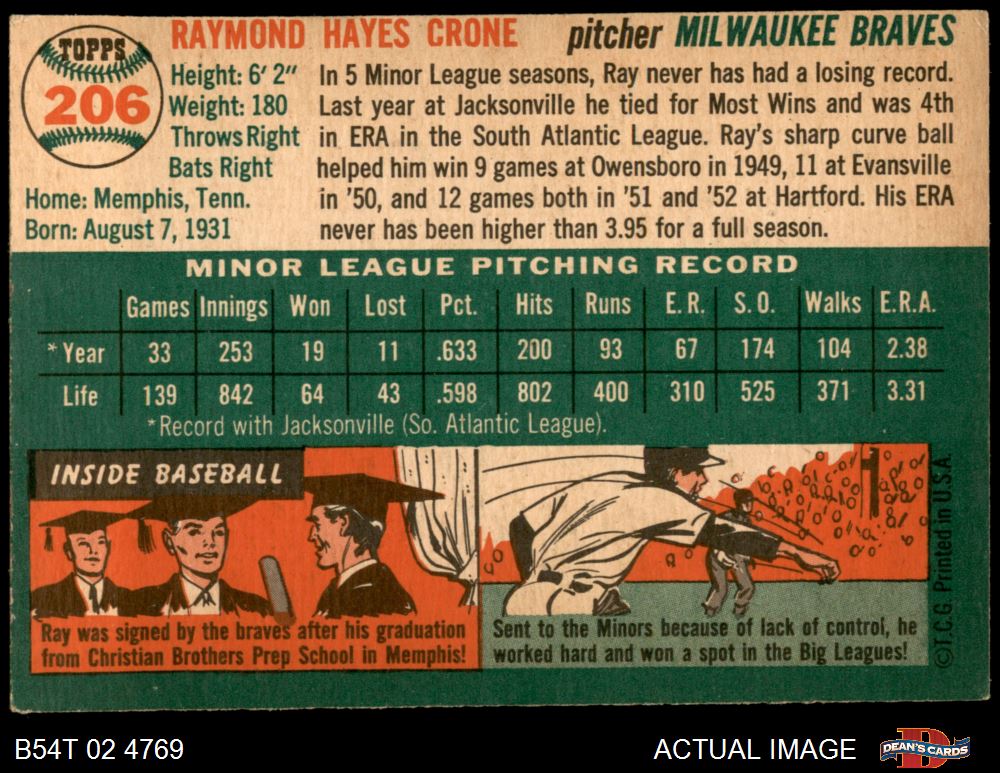 RAYMOND HAYES CRONE pitcher MILWAUKEE BRAVES
TOPPS
206
Height: 6' 2"
Weight: 180
Throws Right
Bats Right
Home: Memphis, Tenn.
Born: August 7, 1931
In 5 Minor League seasons, Ray never has had a losing record.
Last year at Jacksonville he tied for Most Wins and was 4th
in ERA in the South Atlantic League. Ray's sharp curve ball
helped him win 9 games at Owensboro in 1949, 11 at Evansville
in '50, and 12 games both in '51 and '52 at Hartford. His ERA
never has been higher than 3.95 for a full season.
MINOR LEAGUE PITCHING RECORD
Games Innings Won Lost Pct. Hits Runs E.R. S.O. Walks E.R.A.
*Year 33 253 19 11 .633 200 93 67 174 104 2.38
Life 139 842 64 43 .598 802 400 310 525 371 3.31
*Record with Jacksonville (So. Atlantic League).
INSIDE BASEBALL
Ray was signed by the braves after his graduation
from Christian Brothers Prep School in Memphis!
Sent to the Minors because of lack of control, he
worked hard and won a spot in the Big Leagues!
©T.C.G. Printed in U.S.A.
B54T 02 4769
ACTUAL IMAGE
DEAN'S CARDS